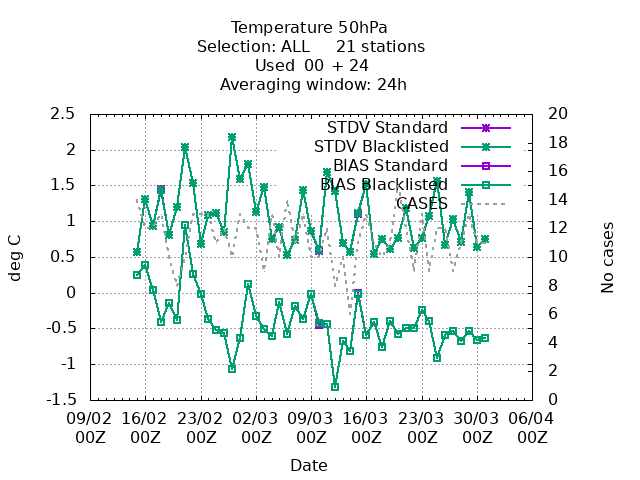 Temperature 50hPa
Selection: ALL 21 stations
Used 00 + 24
Averaging window: 24h
STDV Standard
STDV Blacklisted
BIAS Standard
BIAS Blacklisted
CASES
2.5
2
1.5
1
0.5
0
-0.5
-1
-1.5
deg C
20
18
16
14
12
10
8
6
4
2
0
No cases
09/02 16/02 23/02 02/03 09/03 16/03 23/03 30/03 06/04
00Z 00Z 00Z 00Z 00Z 00Z 00Z 00Z 00Z
Date